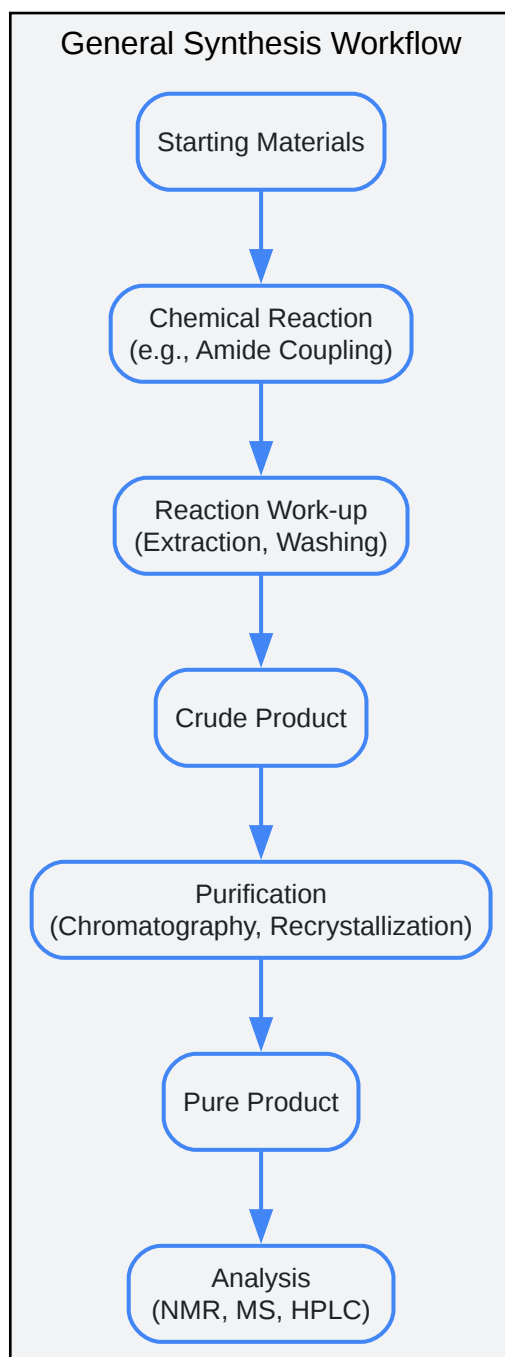 General Synthesis Workflow
Starting Materials
Chemical Reaction
(e.g., Amide Coupling)
Reaction Work-up
(Extraction, Washing)
Crude Product
Purification
(Chromatography, Recrystallization)
Pure Product
Analysis
(NMR, MS, HPLC)